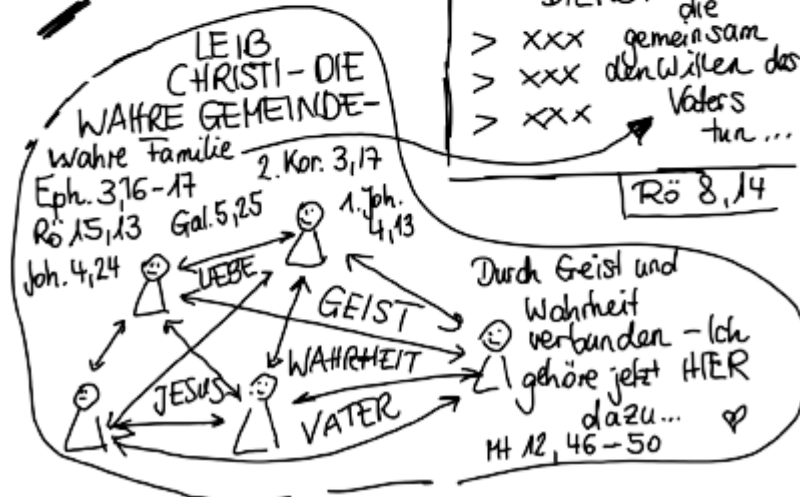 LEIB
CHRISTI - DIE
WAHRE GEMEINDE-
wahre Familie
Eph. 3,16-17
2. Kor. 3,17
Rö 15,13
Gal. 5,25
1. Joh. 4,13
Joh. 4,24
LIEBE
GEIST
WAHRHEIT
JESUS
VATER
Durch Geist und
Wahrheit
verbunden - Ich
gehöre jetzt HIER
dazu...
Mt 12, 46-50
die
> xxx gemeinsam
> xxx den Willen des
> xxx Vaters
tun...
Rö 8,14